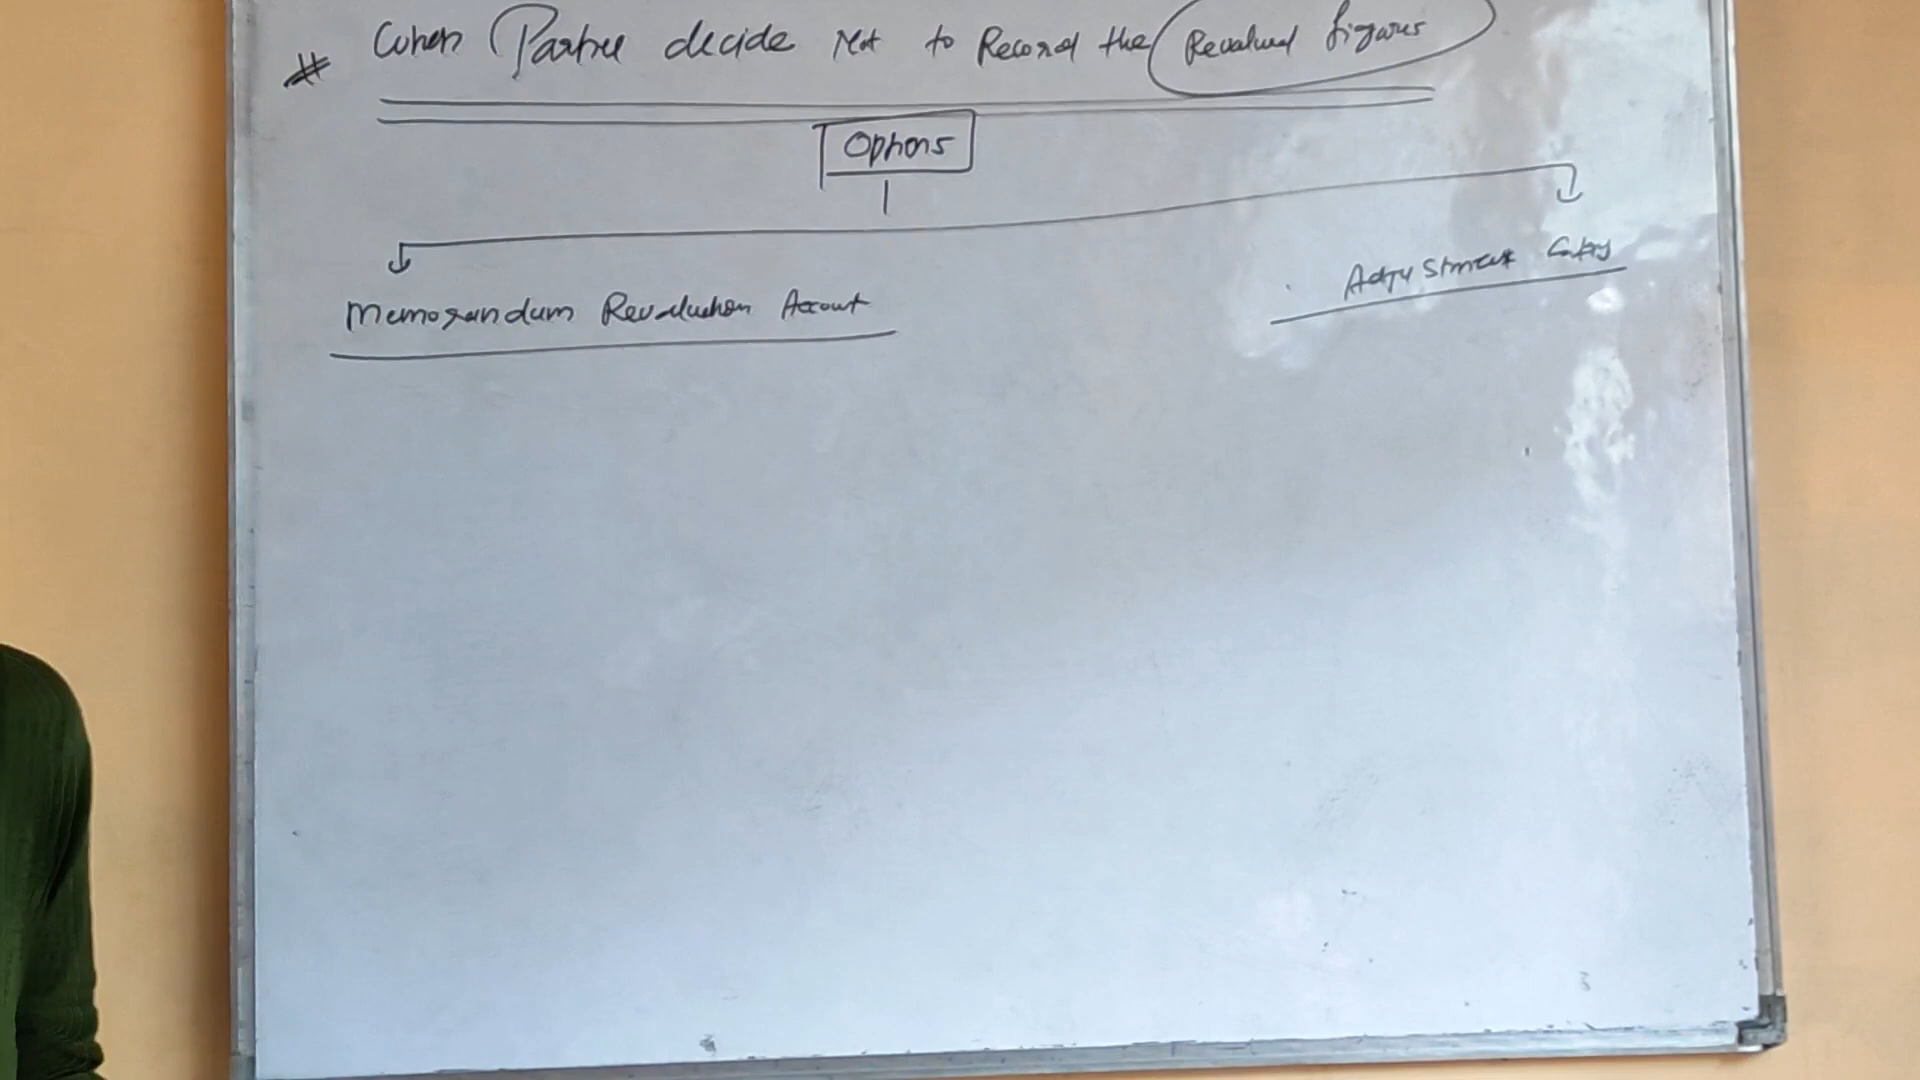 # When Partner decide Not to Record the Revalued figures
Options
Memorandum Revaluation Account
Adjustment Entry